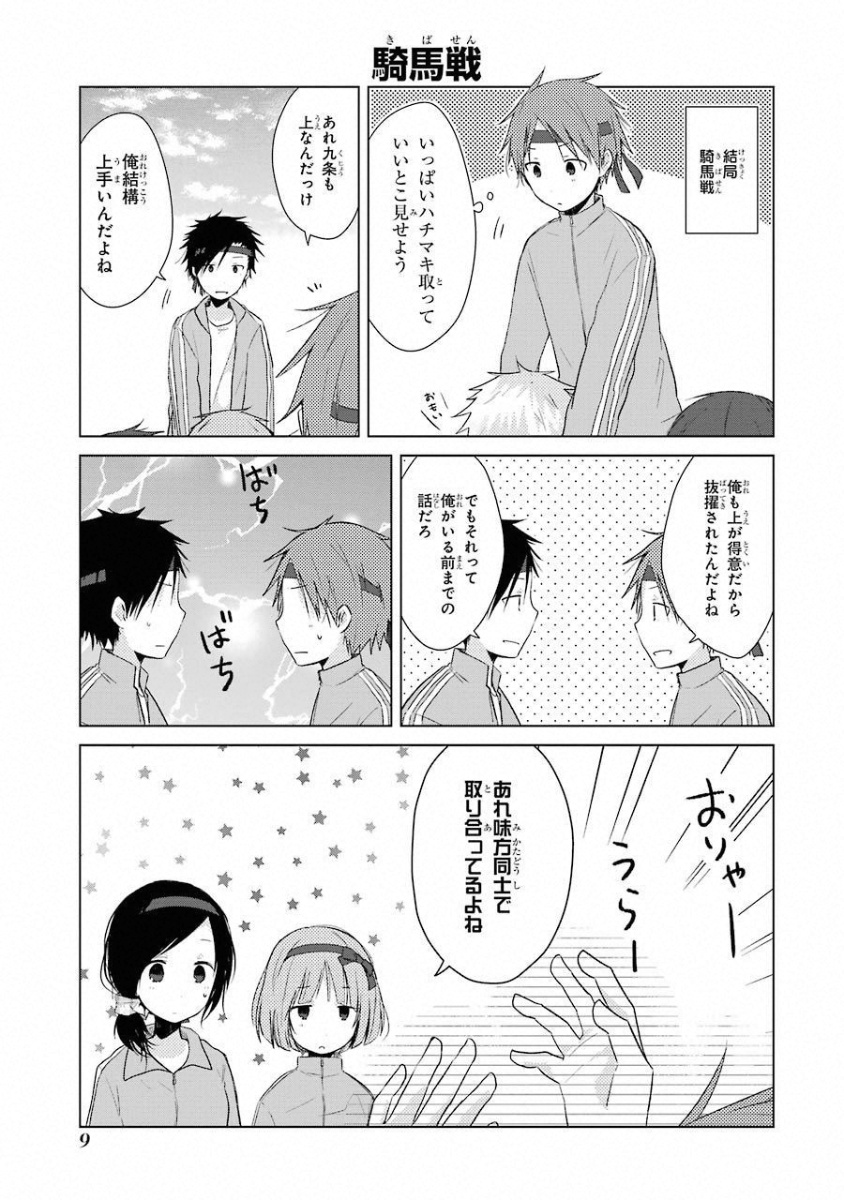 騎馬戦
結局
騎馬戦
いっぱいハチマキ取って
いいとこ見せよう
おもい
あれ九条も
上なんだっけ
俺結構
上手いんだよね
俺も上が得意だから
抜擢されたんだよね
でもそれって
俺がいる前までの
話だろ
ばち
ばち
おりゃー
うらー
あれ味方同士で
取り合ってるよね
9